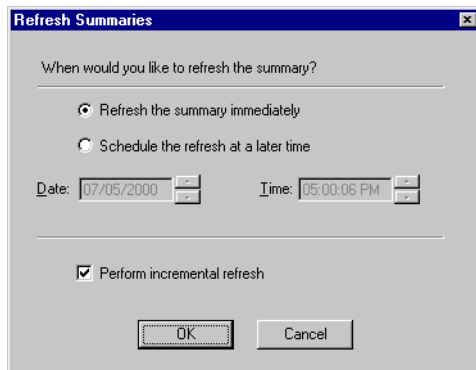 Refresh Summaries
When would you like to refresh the summary?
Refresh the summary immediately
Schedule the refresh at a later time
Date: 07/05/2000 Time: 05:00:06 PM
Perform incremental refresh
OK Cancel